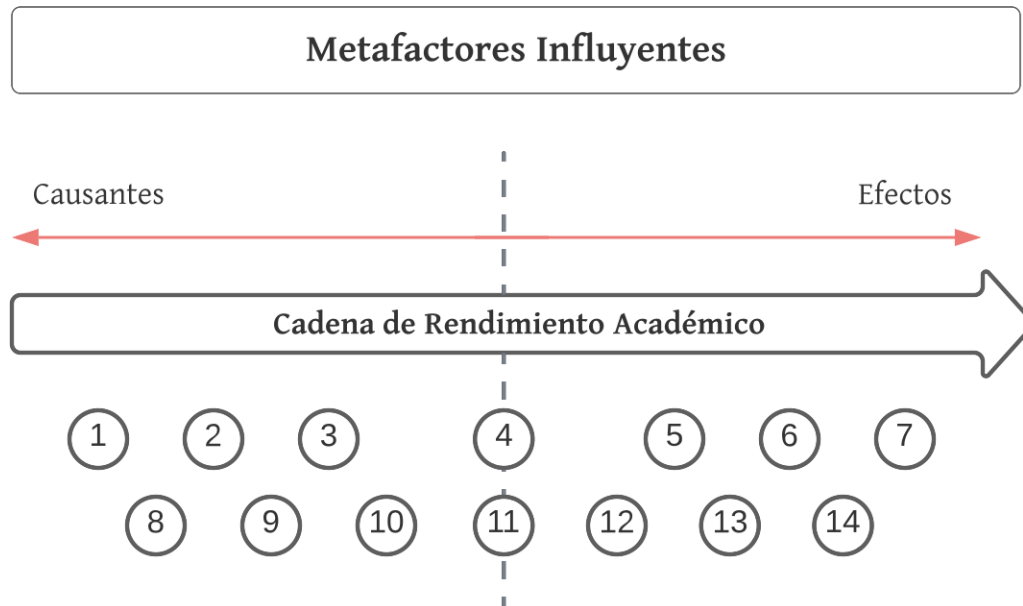 Metafactores Influyentes
Causantes Efectos
Cadena de Rendimiento Académico
1 2 3 4 5 6 7
8 9 10 11 12 13 14